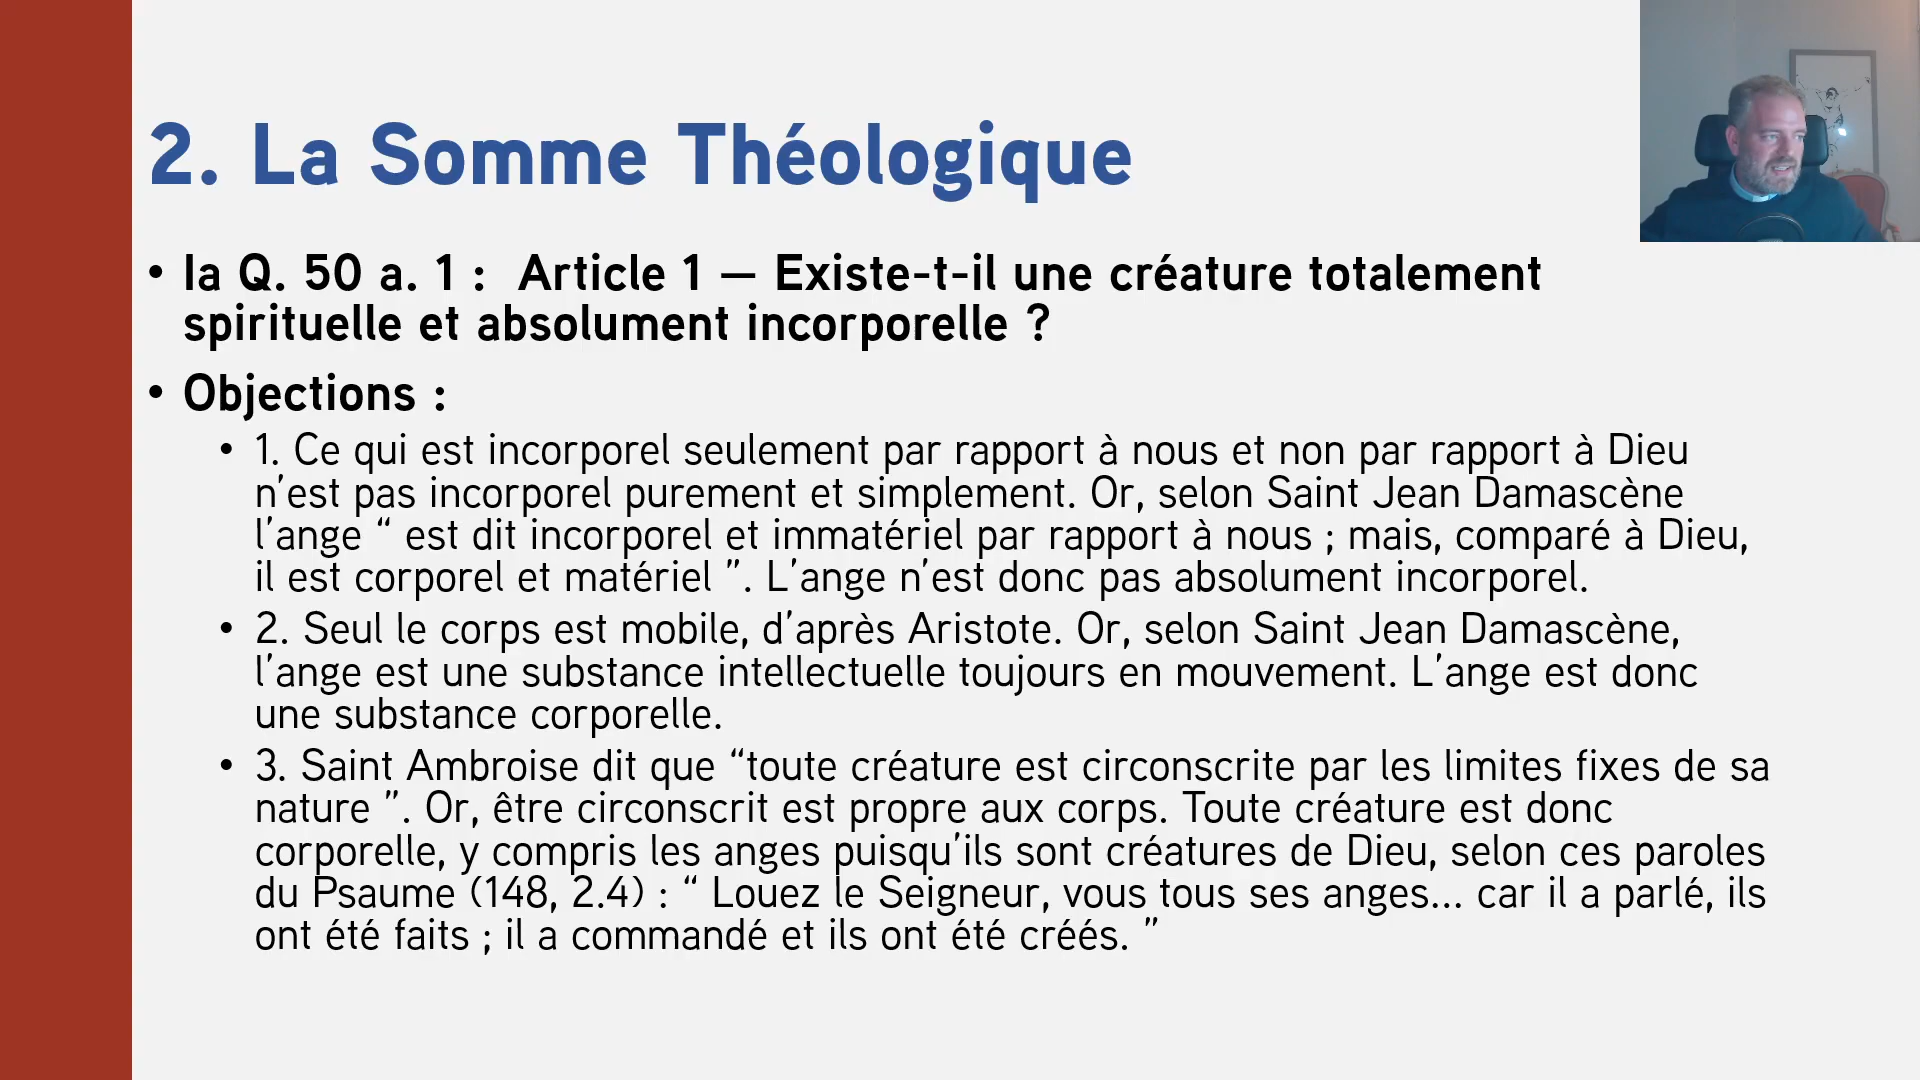 2. La Somme Théologique
• Ia Q. 50 a. 1 :  Article 1 — Existe-t-il une créature totalement
spirituelle et absolument incorporelle ?
• Objections :
• 1. Ce qui est incorporel seulement par rapport à nous et non par rapport à Dieu
n’est pas incorporel purement et simplement. Or, selon Saint Jean Damascène
l’ange “ est dit incorporel et immatériel par rapport à nous ; mais, comparé à Dieu,
il est corporel et matériel ”. L’ange n’est donc pas absolument incorporel.
• 2. Seul le corps est mobile, d’après Aristote. Or, selon Saint Jean Damascène,
l’ange est une substance intellectuelle toujours en mouvement. L’ange est donc
une substance corporelle.
• 3. Saint Ambroise dit que “toute créature est circonscrite par les limites fixes de sa
nature ”. Or, être circonscrit est propre aux corps. Toute créature est donc
corporelle, y compris les anges puisqu’ils sont créatures de Dieu, selon ces paroles
du Psaume (148, 2.4) : “ Louez le Seigneur, vous tous ses anges... car il a parlé, ils
ont été faits ; il a commandé et ils ont été créés. ”